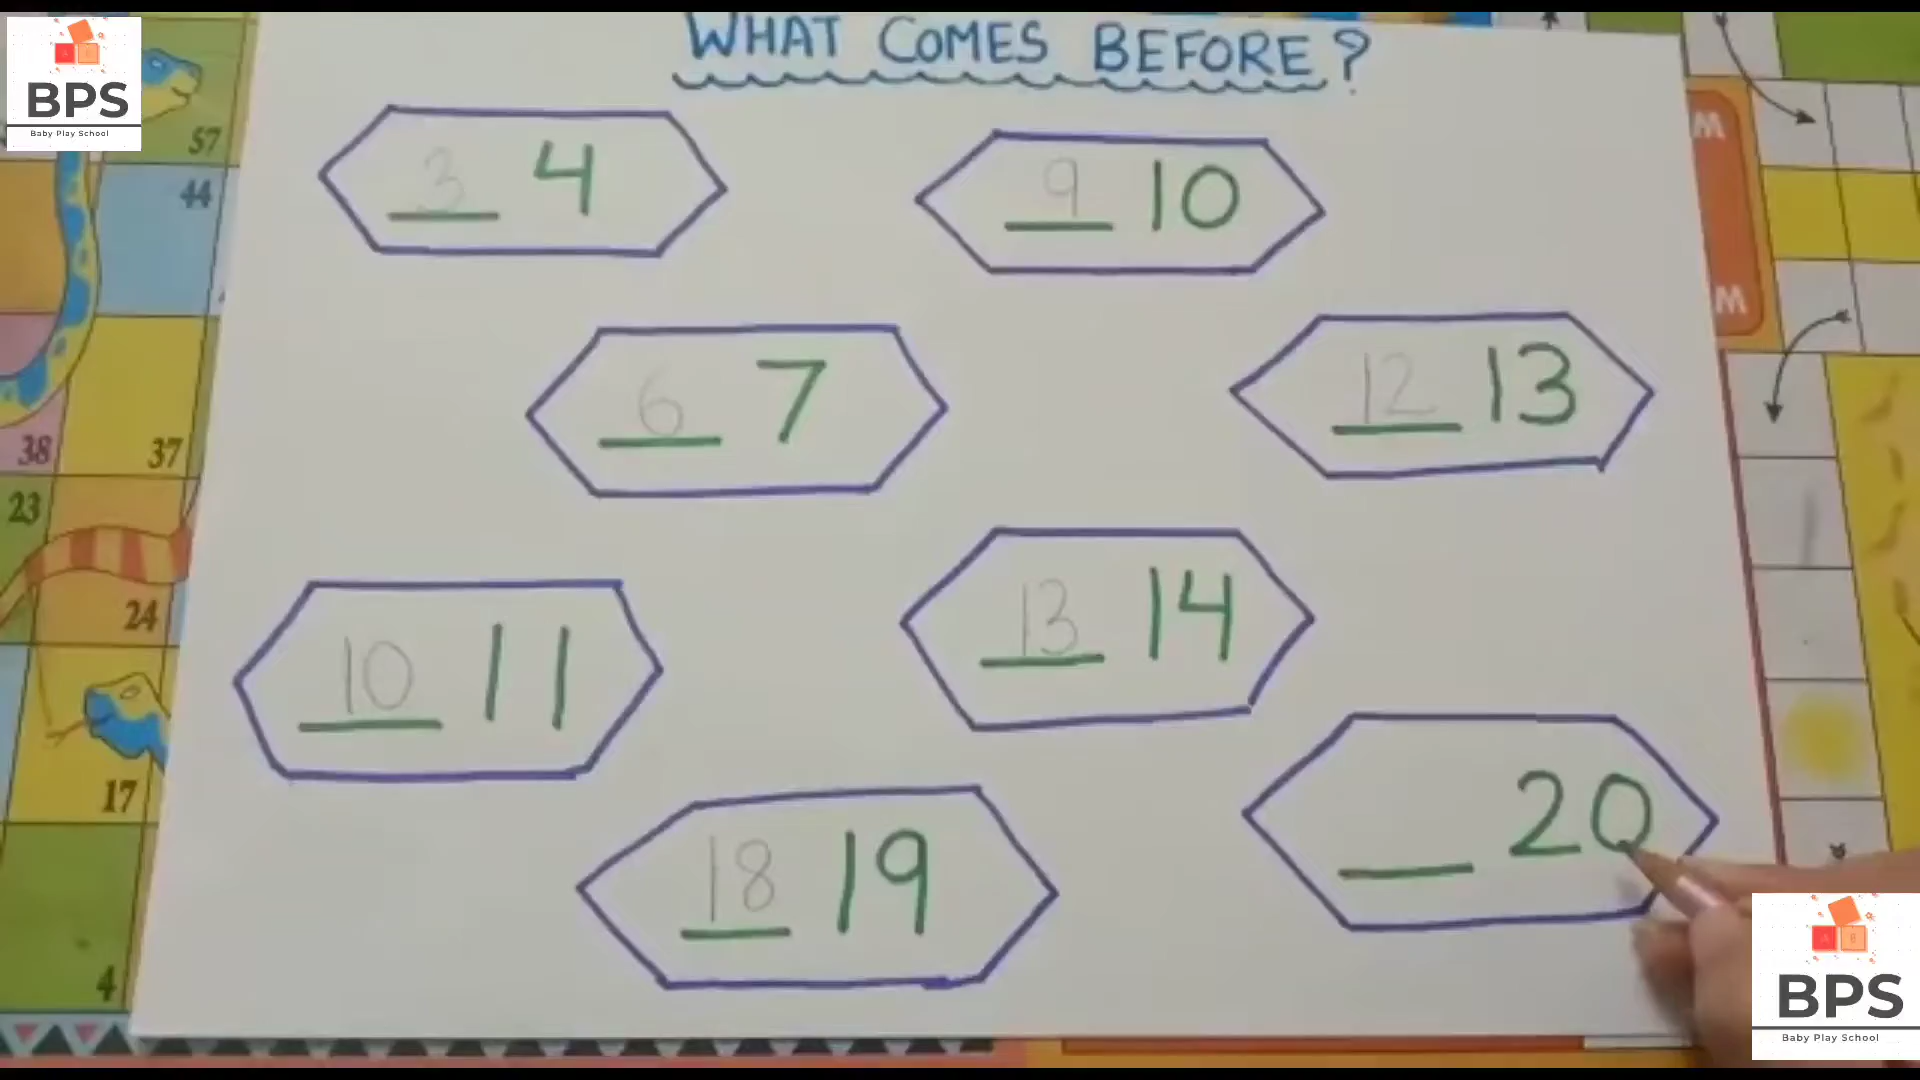 WHAT COMES BEFORE?
3 4
9 10
6 7
12 13
10 11
13 14
18 19
__ 20
BPS
Baby Play School
57
44
38
37
23
24
17
4
W
W
BPS
Baby Play School